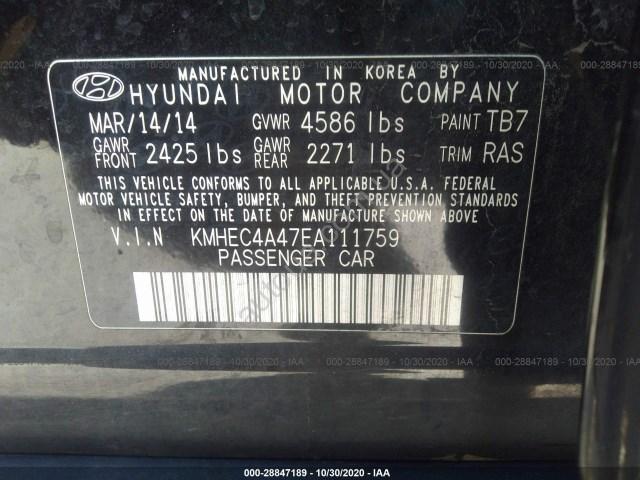 MANUFACTURED IN KOREA BY
HYUNDAI MOTOR COMPANY
MAR/14/14 GVWR 4586 lbs PAINT TB7
GAWR FRONT 2425 lbs GAWR REAR 2271 lbs TRIM RAS
THIS VEHICLE CONFORMS TO ALL APPLICABLE U.S.A. FEDERAL
MOTOR VEHICLE SAFETY, BUMPER, AND THEFT PREVENTION STANDARDS
IN EFFECT ON THE DATE OF MANUFACTURE SHOWN ABOVE.
V.I.N KMHEC4A47EA111759
PASSENGER CAR
000-28847189 - 10/30/2020 - IAA